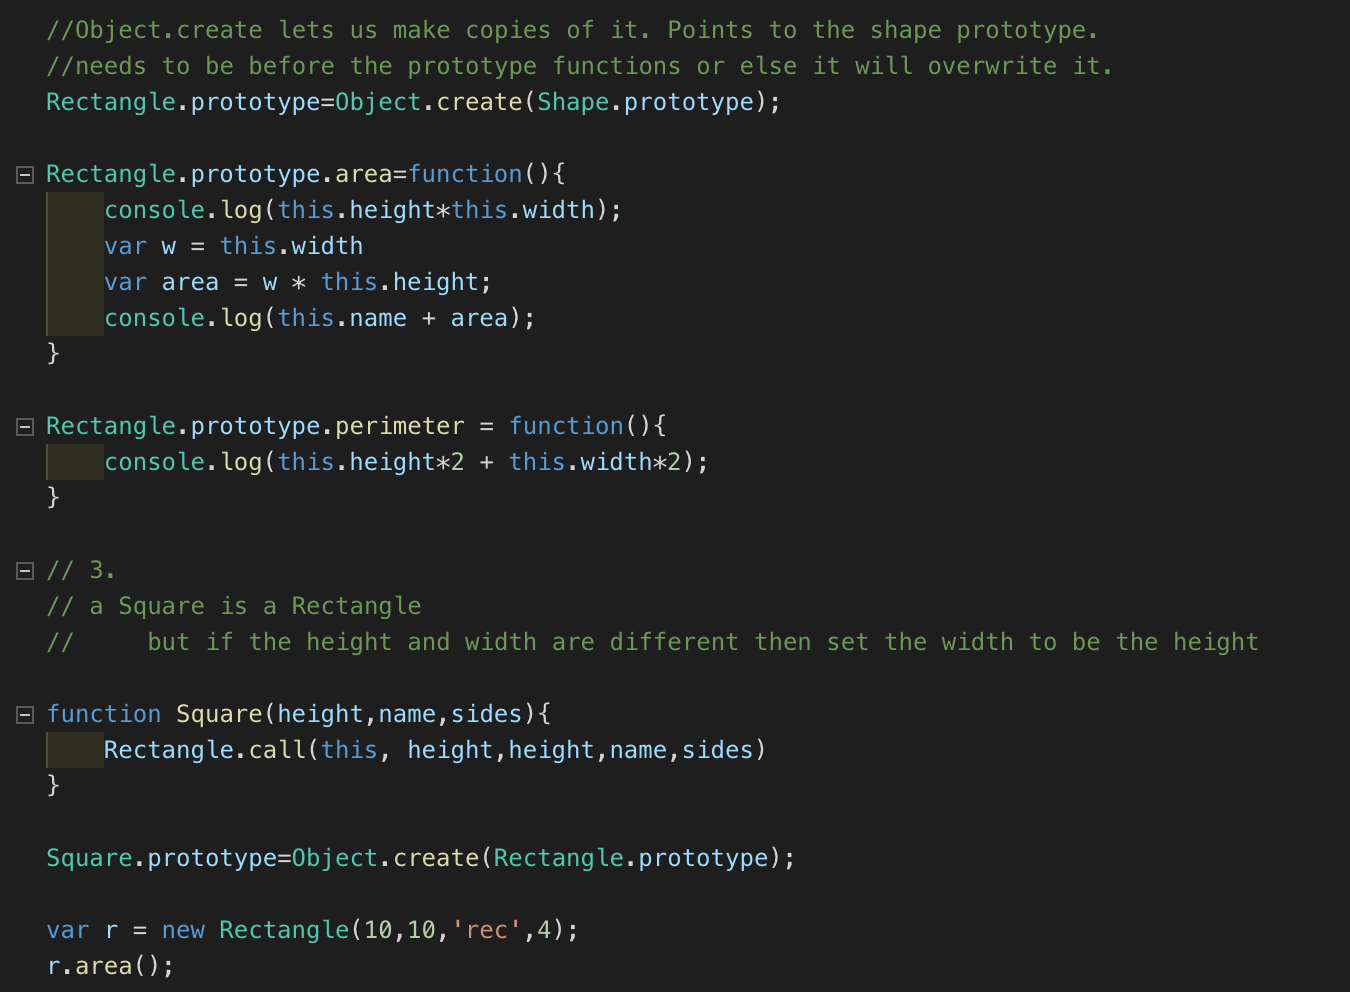 //Object.create lets us make copies of it. Points to the shape prototype.
//needs to be before the prototype functions or else it will overwrite it.
Rectangle.prototype=Object.create(Shape.prototype);
Rectangle.prototype.area=function(){
    console.log(this.height*this.width);
    var w = this.width
    var area = w * this.height;
    console.log(this.name + area);
}
Rectangle.prototype.perimeter = function(){
    console.log(this.height*2 + this.width*2);
}
// 3.
// a Square is a Rectangle
//     but if the height and width are different then set the width to be the height
function Square(height,name,sides){
    Rectangle.call(this, height,height,name,sides)
}
Square.prototype=Object.create(Rectangle.prototype);
var r = new Rectangle(10,10,'rec',4);
r.area();